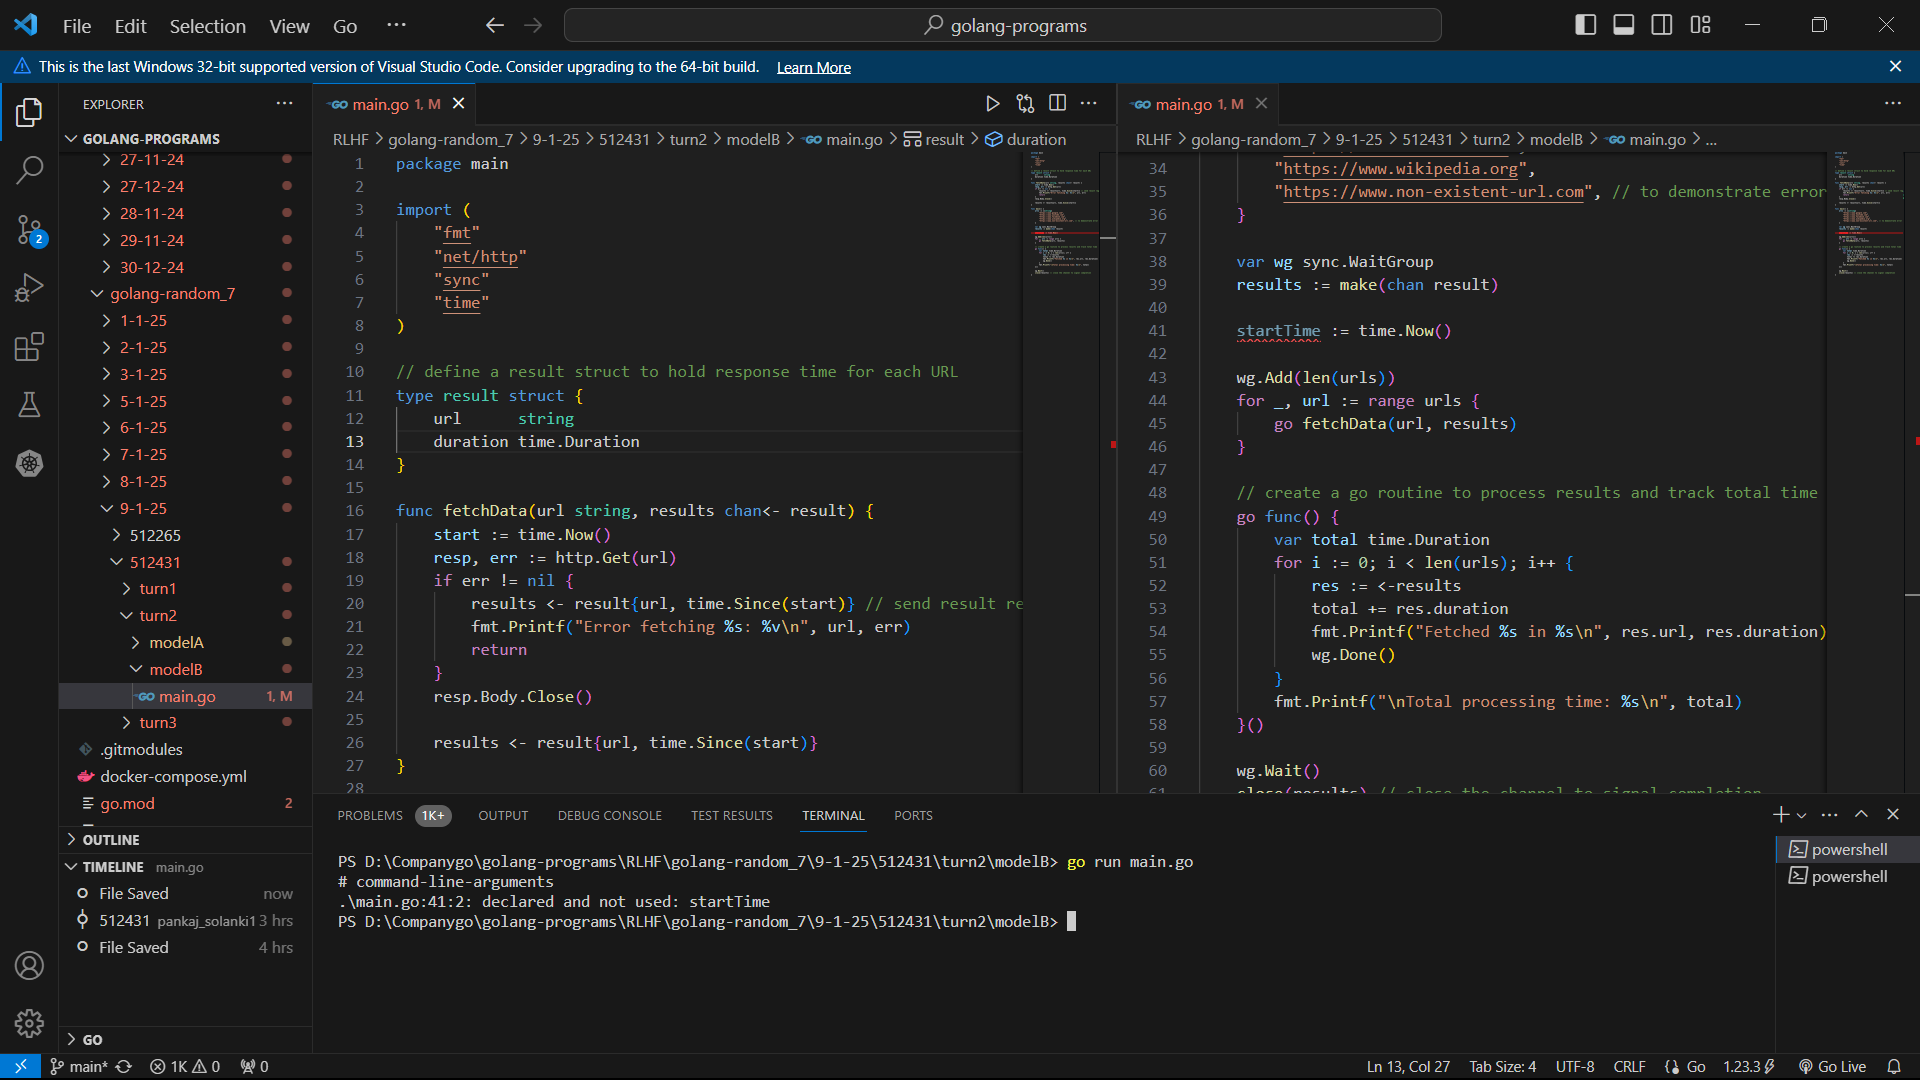 File Edit Selection View Go ···
golang-programs
This is the last Windows 32-bit supported version of Visual Studio Code. Consider upgrading to the 64-bit build. Learn More
EXPLORER
GOLANG-PROGRAMS
27-11-24
27-12-24
28-11-24
29-11-24
30-12-24
golang-random_7
1-1-25
2-1-25
3-1-25
5-1-25
6-1-25
7-1-25
8-1-25
9-1-25
512265
512431
turn1
turn2
modelA
modelB
main.go 1, M
turn3
.gitmodules
docker-compose.yml
go.mod 2
OUTLINE
TIMELINE main.go
File Saved now
512431 pankaj_solanki1 3 hrs
File Saved 4 hrs
GO
2
main.go 1, M
RLHF > golang-random_7 > 9-1-25 > 512431 > turn2 > modelB > main.go > result > duration
1 package main
2
3 import (
4 "fmt"
5 "net/http"
6 "sync"
7 "time"
8 )
9
10 // define a result struct to hold response time for each URL
11 type result struct {
12 url string
13 duration time.Duration
14 }
15
16 func fetchData(url string, results chan<- result) {
17 start := time.Now()
18 resp, err := http.Get(url)
19 if err != nil {
20 results <- result{url, time.Since(start)} // send result re
21 fmt.Printf("Error fetching %s: %v\n", url, err)
22 return
23 }
24 resp.Body.Close()
25
26 results <- result{url, time.Since(start)}
27 }
28
main.go 1, M
RLHF > golang-random_7 > 9-1-25 > 512431 > turn2 > modelB > main.go > ...
34 "https://www.wikipedia.org",
35 "https://www.non-existent-url.com", // to demonstrate error
36 }
37
38 var wg sync.WaitGroup
39 results := make(chan result)
40
41 startTime := time.Now()
42
43 wg.Add(len(urls))
44 for _, url := range urls {
45 go fetchData(url, results)
46 }
47
48 // create a go routine to process results and track total time
49 go func() {
50 var total time.Duration
51 for i := 0; i < len(urls); i++ {
52 res := <-results
53 total += res.duration
54 fmt.Printf("Fetched %s in %s\n", res.url, res.duration)
55 wg.Done()
56 }
57 fmt.Printf("\nTotal processing time: %s\n", total)
58 }()
59
60 wg.Wait()
61 close(results) // close the channel to signal completion
PROBLEMS 1K+ OUTPUT DEBUG CONSOLE TEST RESULTS TERMINAL PORTS
PS D:\Companygo\golang-programs\RLHF\golang-random_7\9-1-25\512431\turn2\modelB> go run main.go
# command-line-arguments
.\main.go:41:2: declared and not used: startTime
PS D:\Companygo\golang-programs\RLHF\golang-random_7\9-1-25\512431\turn2\modelB>
powershell
powershell
main* 1K 0 0 Ln 13, Col 27 Tab Size: 4 UTF-8 CRLF Go 1.23.3 Go Live